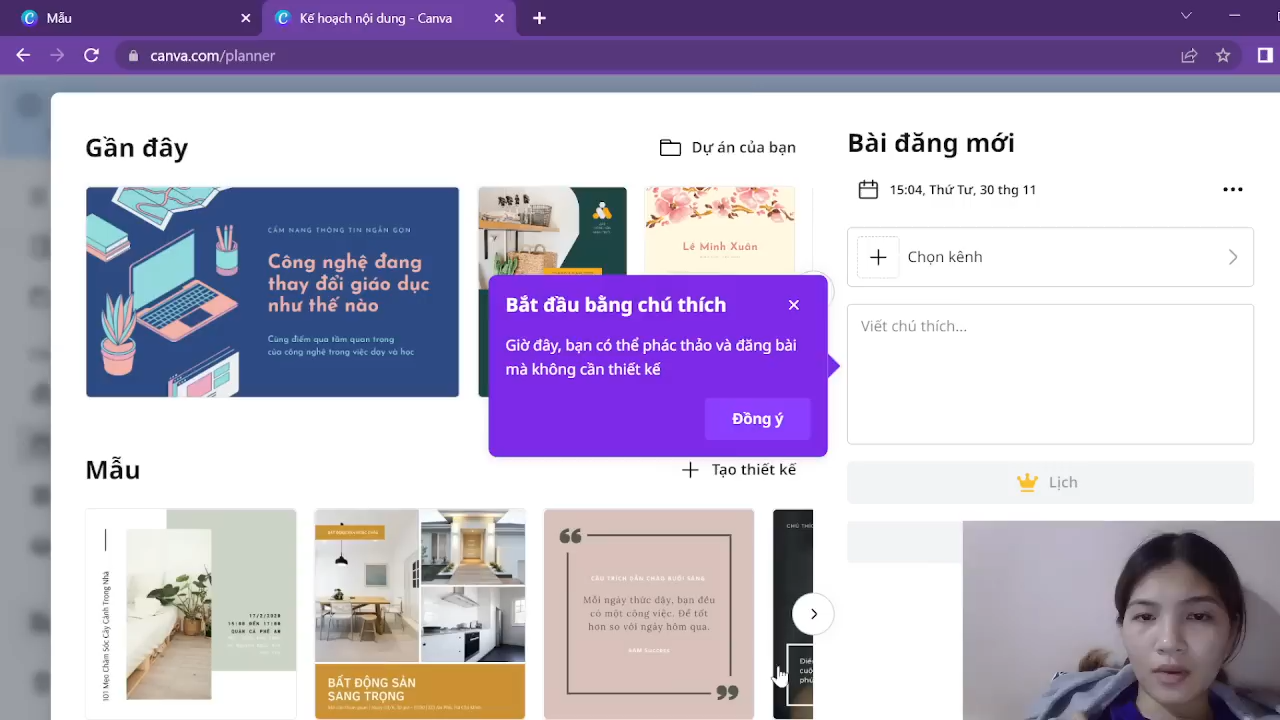 Mẫu
Kế hoạch nội dung - Canva
canva.com/planner
Gần đây
Dự án của bạn
CẨM NANG THÔNG TIN NGẮN GỌN
Công nghệ đang
thay đổi giáo dục
như thế nào
Cùng điểm qua tầm quan trọng
của công nghệ trong việc dạy và học
Lê Minh Xuân
Bắt đầu bằng chú thích
Giờ đây, bạn có thể phác thảo và đăng bài
mà không cần thiết kế
Đồng ý
Mẫu
Tạo thiết kế
101 Mẹo Chăm Sóc Cây Cảnh Trong Nhà
17/2/2020
15:00 ĐẾN 17:00
QUÁN CÀ PHÊ AN
BẤT ĐỘNG SẢN
SANG TRỌNG
CÂU TRÍCH DẪN CHÀO BUỔI SÁNG
Mỗi ngày thức dậy, bạn đều
có một công việc. Để tốt
hơn so với ngày hôm qua.
Bài đăng mới
15:04, Thứ Tư, 30 thg 11
Chọn kênh
Viết chú thích...
Lịch